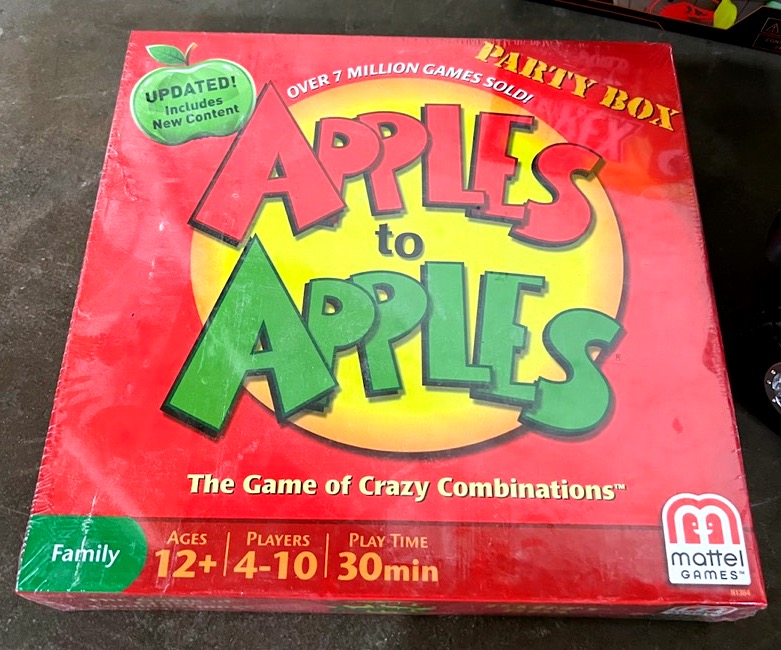 UPDATED!
Includes
New Content
OVER 7 MILLION GAMES SOLD!
PARTY BOX
APPLES
to
APPLES
The Game of Crazy Combinations™
Family
AGES
12+
PLAYERS
4-10
PLAY TIME
30min
mattel
GAMES™